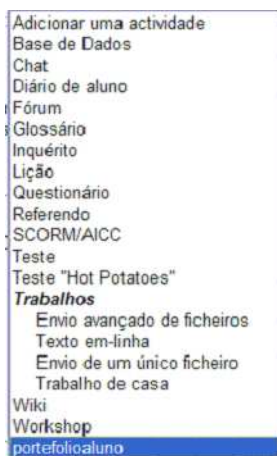 Adicionar uma actividade
Base de Dados
Chat
Diário de aluno
Fórum
Glossário
Inquérito
Lição
Questionário
Referendo
SCORM/AICC
Teste
Teste "Hot Potatoes"
Trabalhos
Envio avançado de ficheiros
Texto em-linha
Envio de um único ficheiro
Trabalho de casa
Wiki
Workshop
portefolioaluno